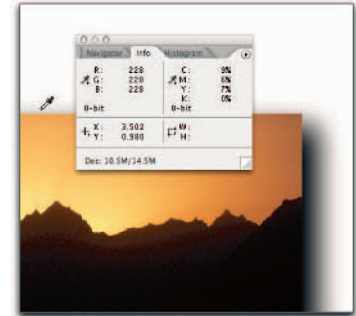 Navigator Info Histogram
R: 228 C: 9%
G: 228 M: 6%
B: 228 Y: 7%
K: 0%
8-bit 8-bit
X: 3.502 W:
Y: 0.980 H:
Doc: 10.5M/14.5M